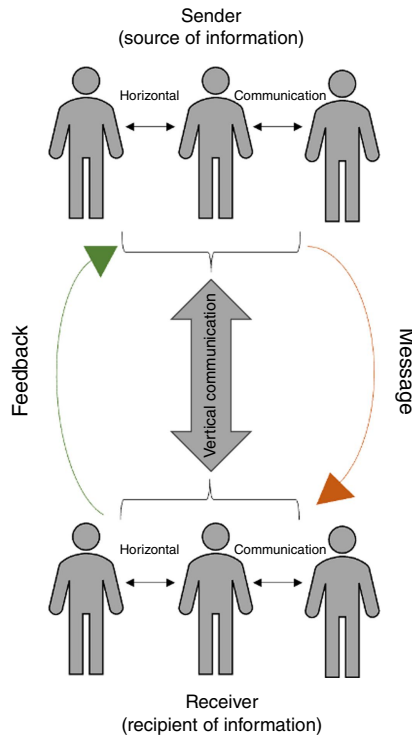 Sender
(source of information)
Horizontal
Communication
Feedback
Vertical communication
Message
Horizontal
Communication
Receiver
(recipient of information)